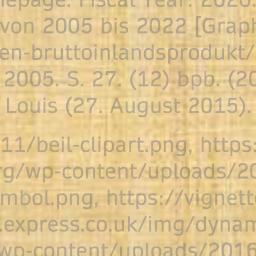 epage. Fiscal Year. 2020.
von 2005 bis 2022 [Graph
en-bruttoinlandsprodukt/
2005. S. 27. (12) bpb. (20
Louis (27. August 2015).
11/beil-clipart.png, https:
rg/wp-content/uploads/20
mbol.png, https://vignette
.express.co.uk/img/dynam
wp-content/uploads/2016